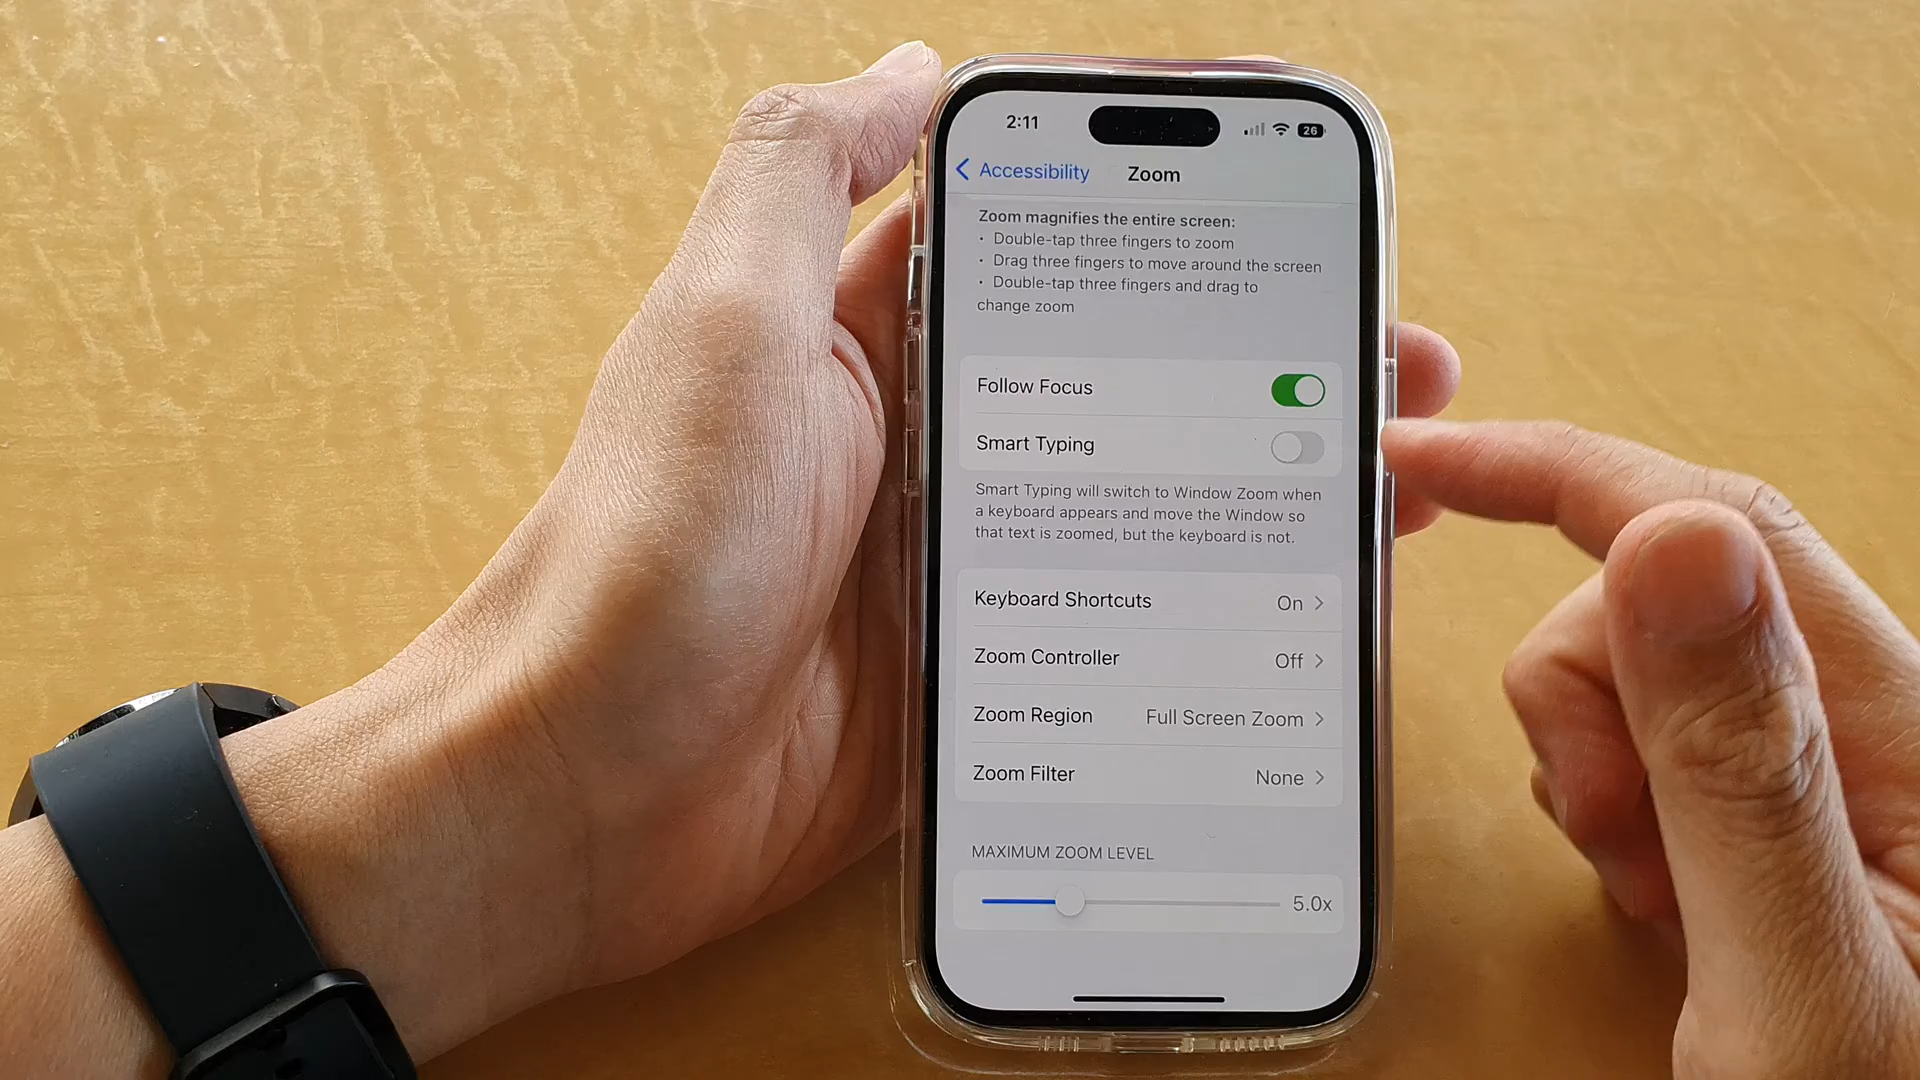 2:11
26
Accessibility
Zoom
Zoom magnifies the entire screen:
• Double-tap three fingers to zoom
• Drag three fingers to move around the screen
• Double-tap three fingers and drag to
change zoom
Follow Focus
Smart Typing
Smart Typing will switch to Window Zoom when
a keyboard appears and move the Window so
that text is zoomed, but the keyboard is not.
Keyboard Shortcuts On
Zoom Controller Off
Zoom Region Full Screen Zoom
Zoom Filter None
MAXIMUM ZOOM LEVEL
5.0x